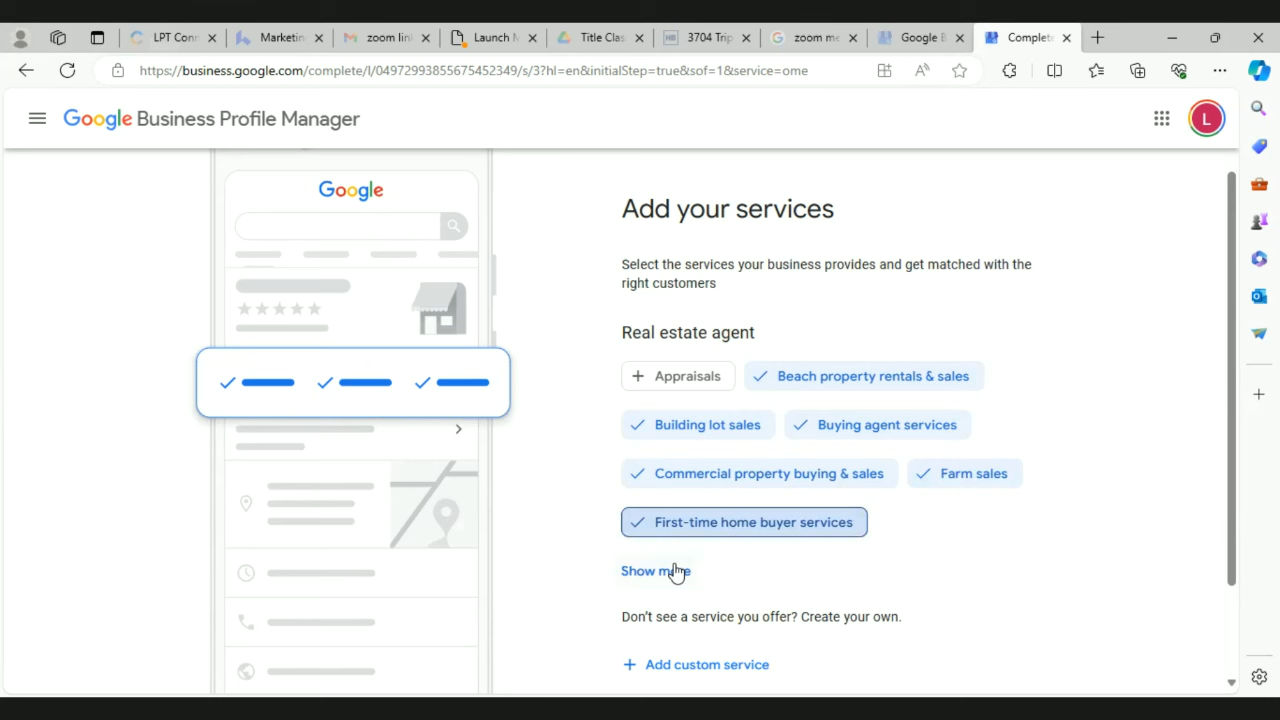 LPT Con
Marketin
zoom lin
Launch
Title Clas
3704 Trip
zoom me
Google B
Complete
https://business.google.com/complete/l/04972993855675452349/s/3?hl=en&initialStep=true&sof=1&service=ome
Google Business Profile Manager
L
Google
Add your services
Select the services your business provides and get matched with the
right customers
Real estate agent
+ Appraisals
Beach property rentals & sales
Building lot sales
Buying agent services
Commercial property buying & sales
Farm sales
First-time home buyer services
Show more
Don't see a service you offer? Create your own.
+ Add custom service